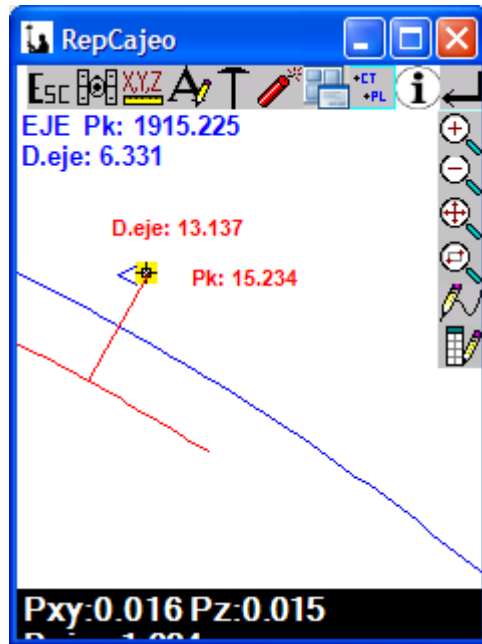 RepCajeo
Esc XYZ A T +CT +PL i
EJE Pk: 1915.225
D.eje: 6.331
D.eje: 13.137
Pk: 15.234
Pxy:0.016 Pz:0.015